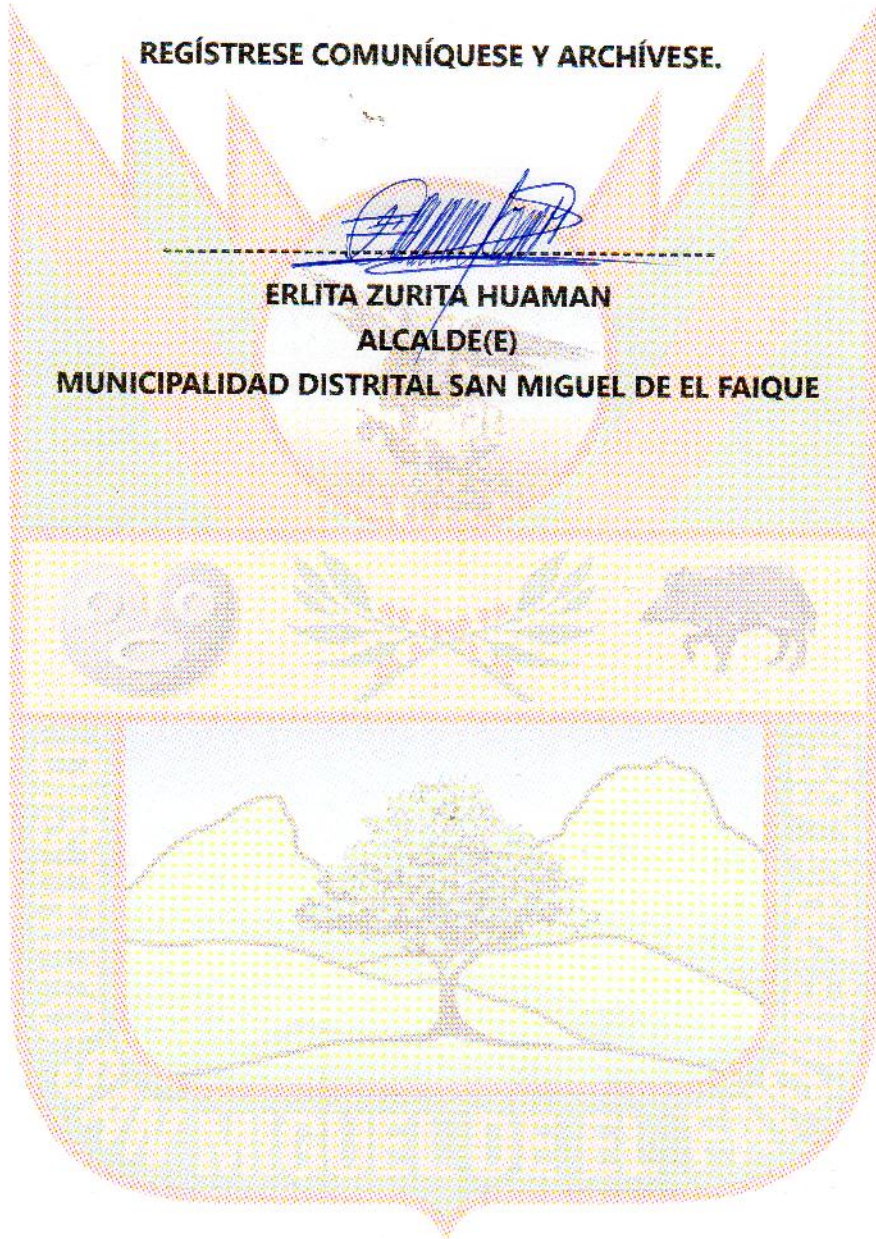 REGÍSTRESE COMUNÍQUESE Y ARCHÍVESE.
ERLITA ZURITA HUAMAN
ALCALDE(E)
MUNICIPALIDAD DISTRITAL SAN MIGUEL DE EL FAIQUE